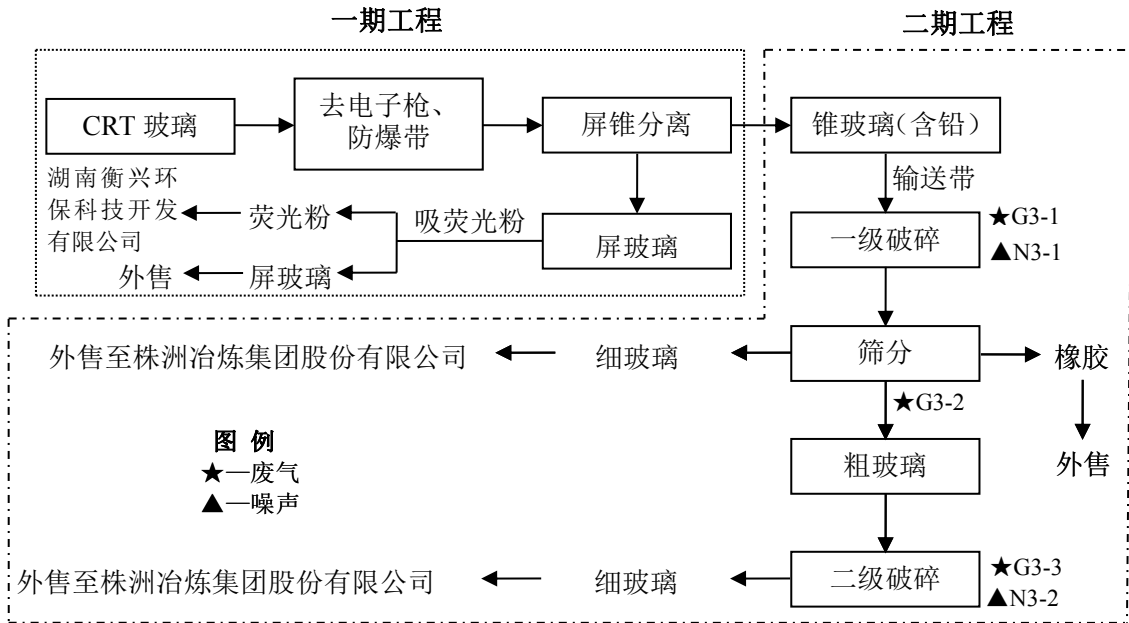 一期工程
二期工程
CRT 玻璃
去电子枪、
防爆带
屏锥分离
锥玻璃（含铅）
输送带
湖南衡兴环
保科技开发
有限公司
荧光粉
吸荧光粉
屏玻璃
外售
屏玻璃
一级破碎
★G3-1
▲N3-1
外售至株洲冶炼集团股份有限公司
细玻璃
筛分
橡胶
★G3-2
外售
图 例
★—废气
▲—噪声
粗玻璃
外售至株洲冶炼集团股份有限公司
细玻璃
二级破碎
★G3-3
▲N3-2